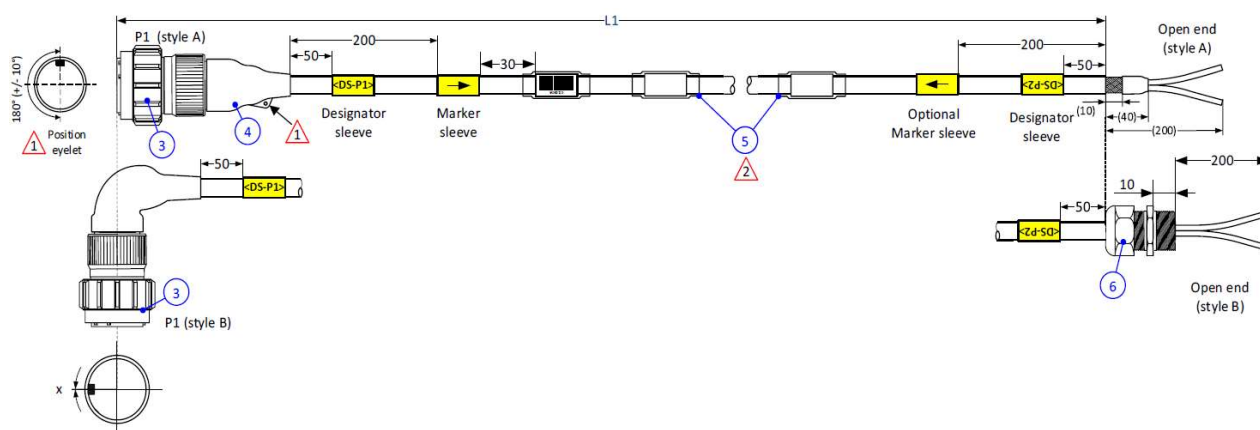 L1
P1 (style A)
180° (+/- 10°)
1 Position
eyelet
3
4
1
50
200
<DS-P1>
Designator
sleeve
Marker
sleeve
30
5
2
200
50
Optional
Marker sleeve
<DS-P2>
Designator
sleeve
(10)
(40)
(200)
Open end
(style A)
50
<DS-P1>
3
P1 (style B)
x
50
<DS-P2>
10
200
6
Open end
(style B)